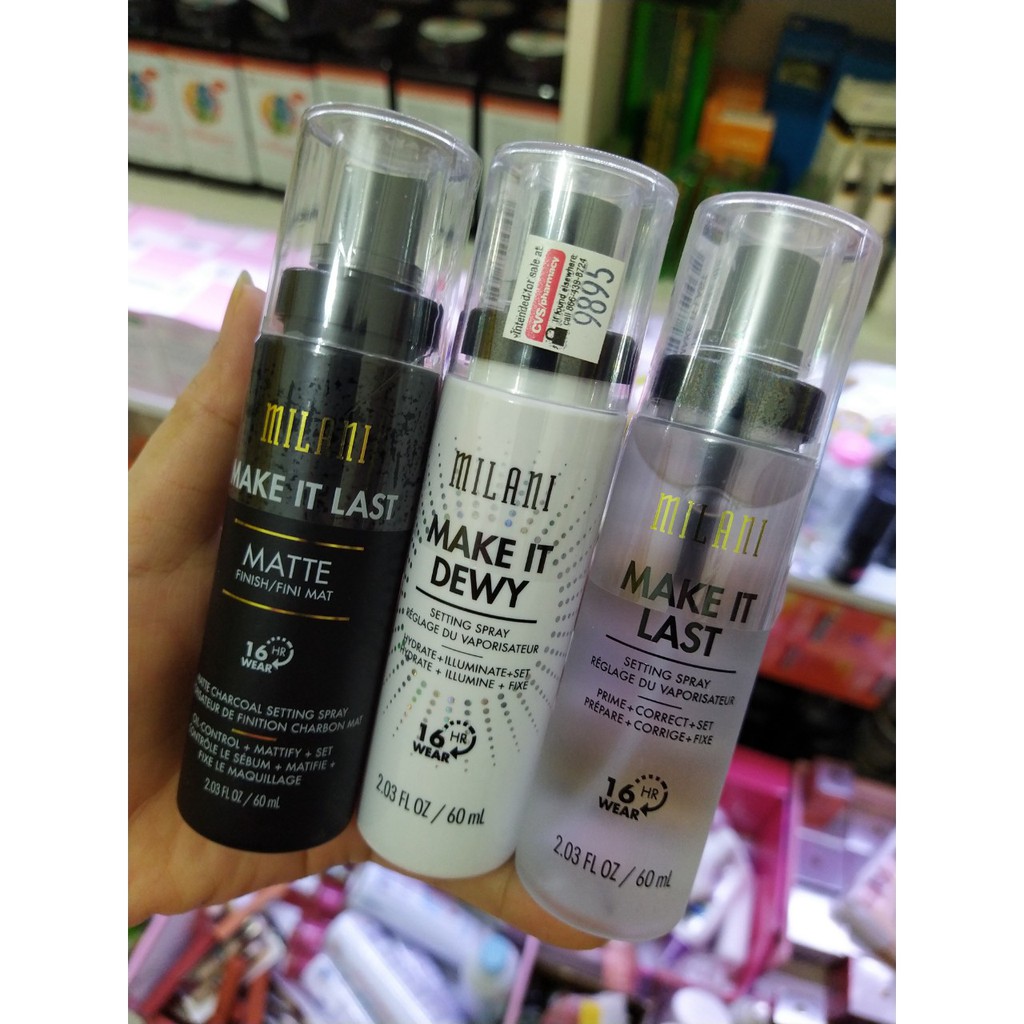 MILANI
MAKE IT LAST
MATTE
FINISH/FINI MAT
16 HR
WEAR
MATTE CHARCOAL SETTING SPRAY
DE FINITION CHARBON MAT
OIL-CONTROL + MATTIFY + SET
CONTRÔLE LE SÉBUM + MATIFIE +
FIXE LE MAQUILLAGE
2.03 FL OZ / 60 mL
Intended for sale at:
CVS/pharmacy
If found elsewhere
call 866-439-8724
9895
MILANI
MAKE IT
DEWY
SETTING SPRAY
RÉGLAGE DU VAPORISATEUR
HYDRATE+ILLUMINATE+SET
HYDRATE + ILLUMINE + FIXE
16 HR
WEAR
2.03 FL OZ / 60 mL
MILANI
MAKE IT
LAST
SETTING SPRAY
RÉGLAGE DU VAPORISATEUR
PRIME+CORRECT+SET
PRÉPARE+CORRIGE+FIXE
16 HR
WEAR
2.03 FL OZ / 60 mL